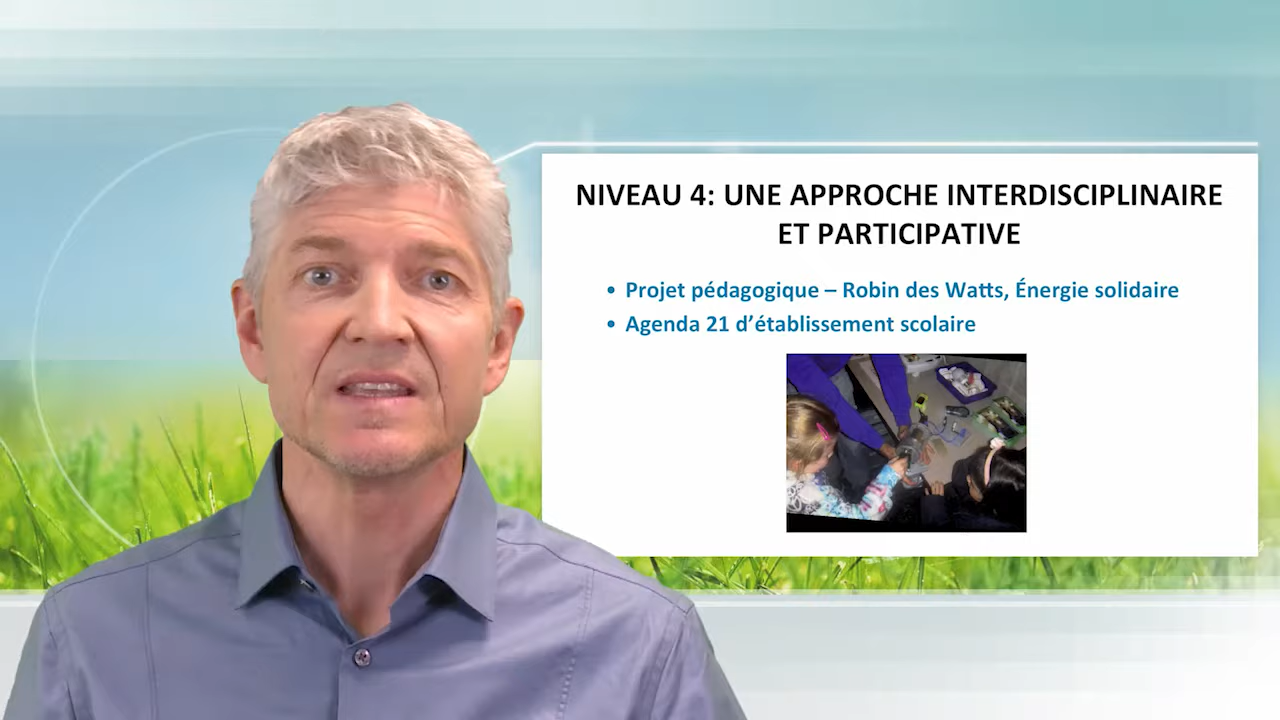 NIVEAU 4: UNE APPROCHE INTERDISCIPLINAIRE
ET PARTICIPATIVE
• Projet pédagogique – Robin des Watts, Énergie solidaire
• Agenda 21 d’établissement scolaire